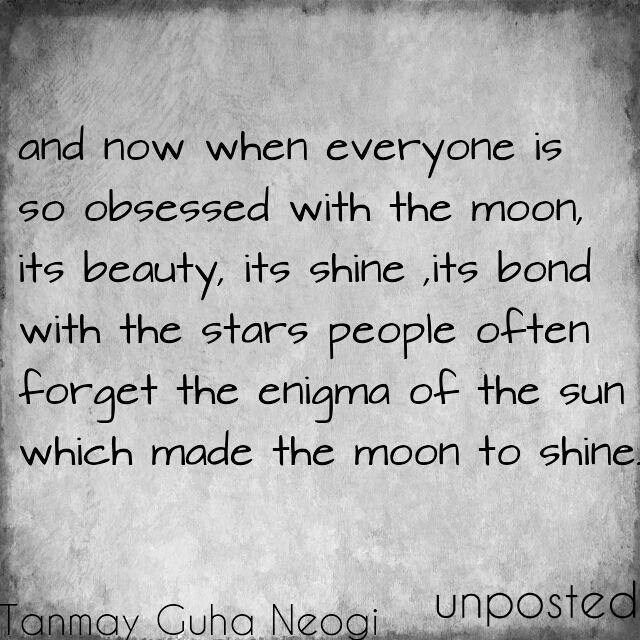 and now when everyone is
so obsessed with the moon,
its beauty, its shine ,its bond
with the stars people often
forget the enigma of the sun
which made the moon to shine.
unposted
Tanmay Guha Neogi